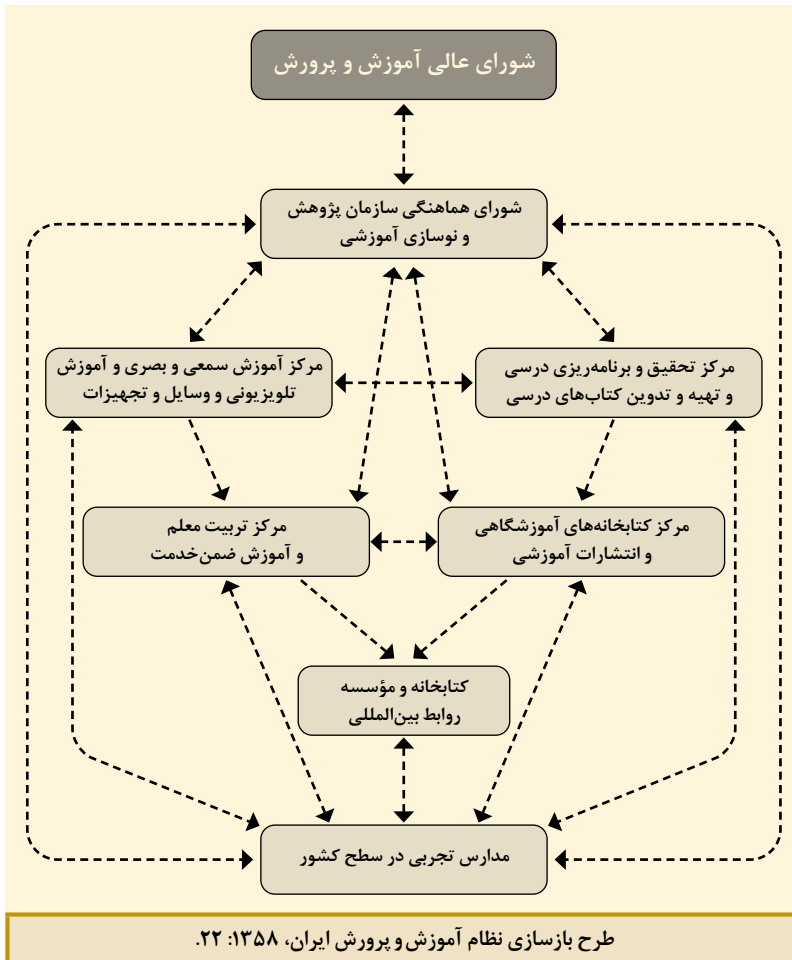 شورای عالی آموزش و پرورش
شورای هماهنگی سازمان پژوهش
و نوسازی آموزشی
مرکز تحقیق و برنامه‌ریزی درسی
و تهیه و تدوین کتاب‌های درسی
مرکز آموزش سمعی و بصری و آموزش
تلویزیونی و وسایل و تجهیزات
مرکز کتابخانه‌های آموزشگاهی
و انتشارات آموزشی
مرکز تربیت معلم
و آموزش ضمن‌خدمت
کتابخانه و مؤسسه
روابط بین‌المللی
مدارس تجربی در سطح کشور
طرح بازسازی نظام آموزش و پرورش ایران، ۱۳۵۸: ۲۲.